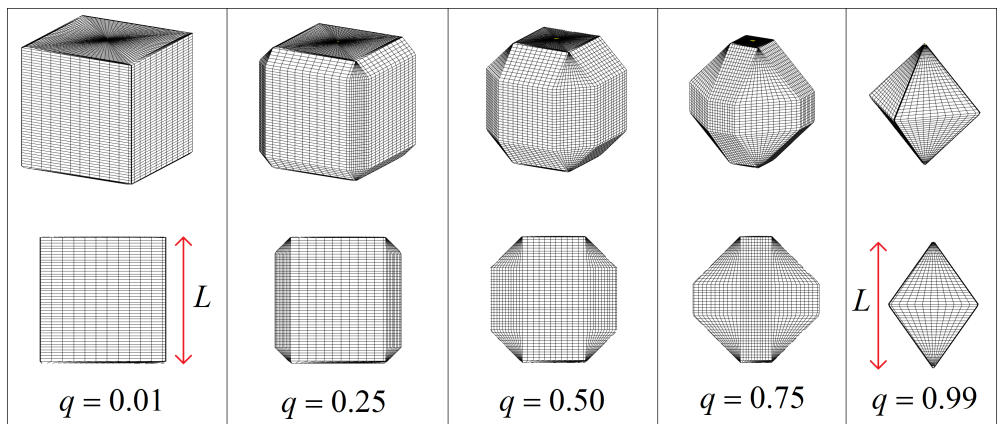 L
L
q = 0.01
q = 0.25
q = 0.50
q = 0.75
q = 0.99